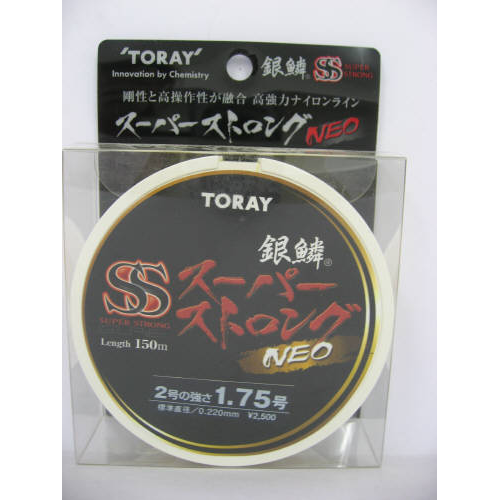 'TORAY'
Innovation by Chemistry
銀鱗® SS SUPER STRONG
剛性と高操作性が融合 高強力ナイロンライン
スーパーストロング NEO
TORAY
銀鱗®
SS スーパー
SUPER STRONG ストロング
Length 150m NEO
2号の強さ 1.75号
標準直径/0.220mm ¥2,500